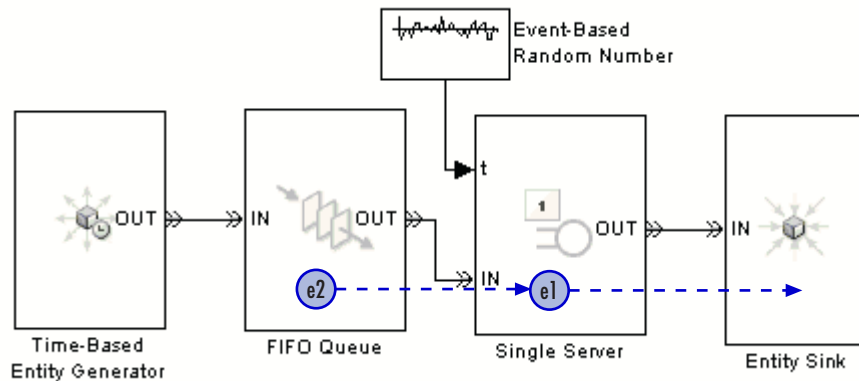 Event-Based
Random Number
t
1
OUT
IN
OUT
OUT
IN
IN
e2
e1
Time-Based
Entity Generator
FIFO Queue
Single Server
Entity Sink